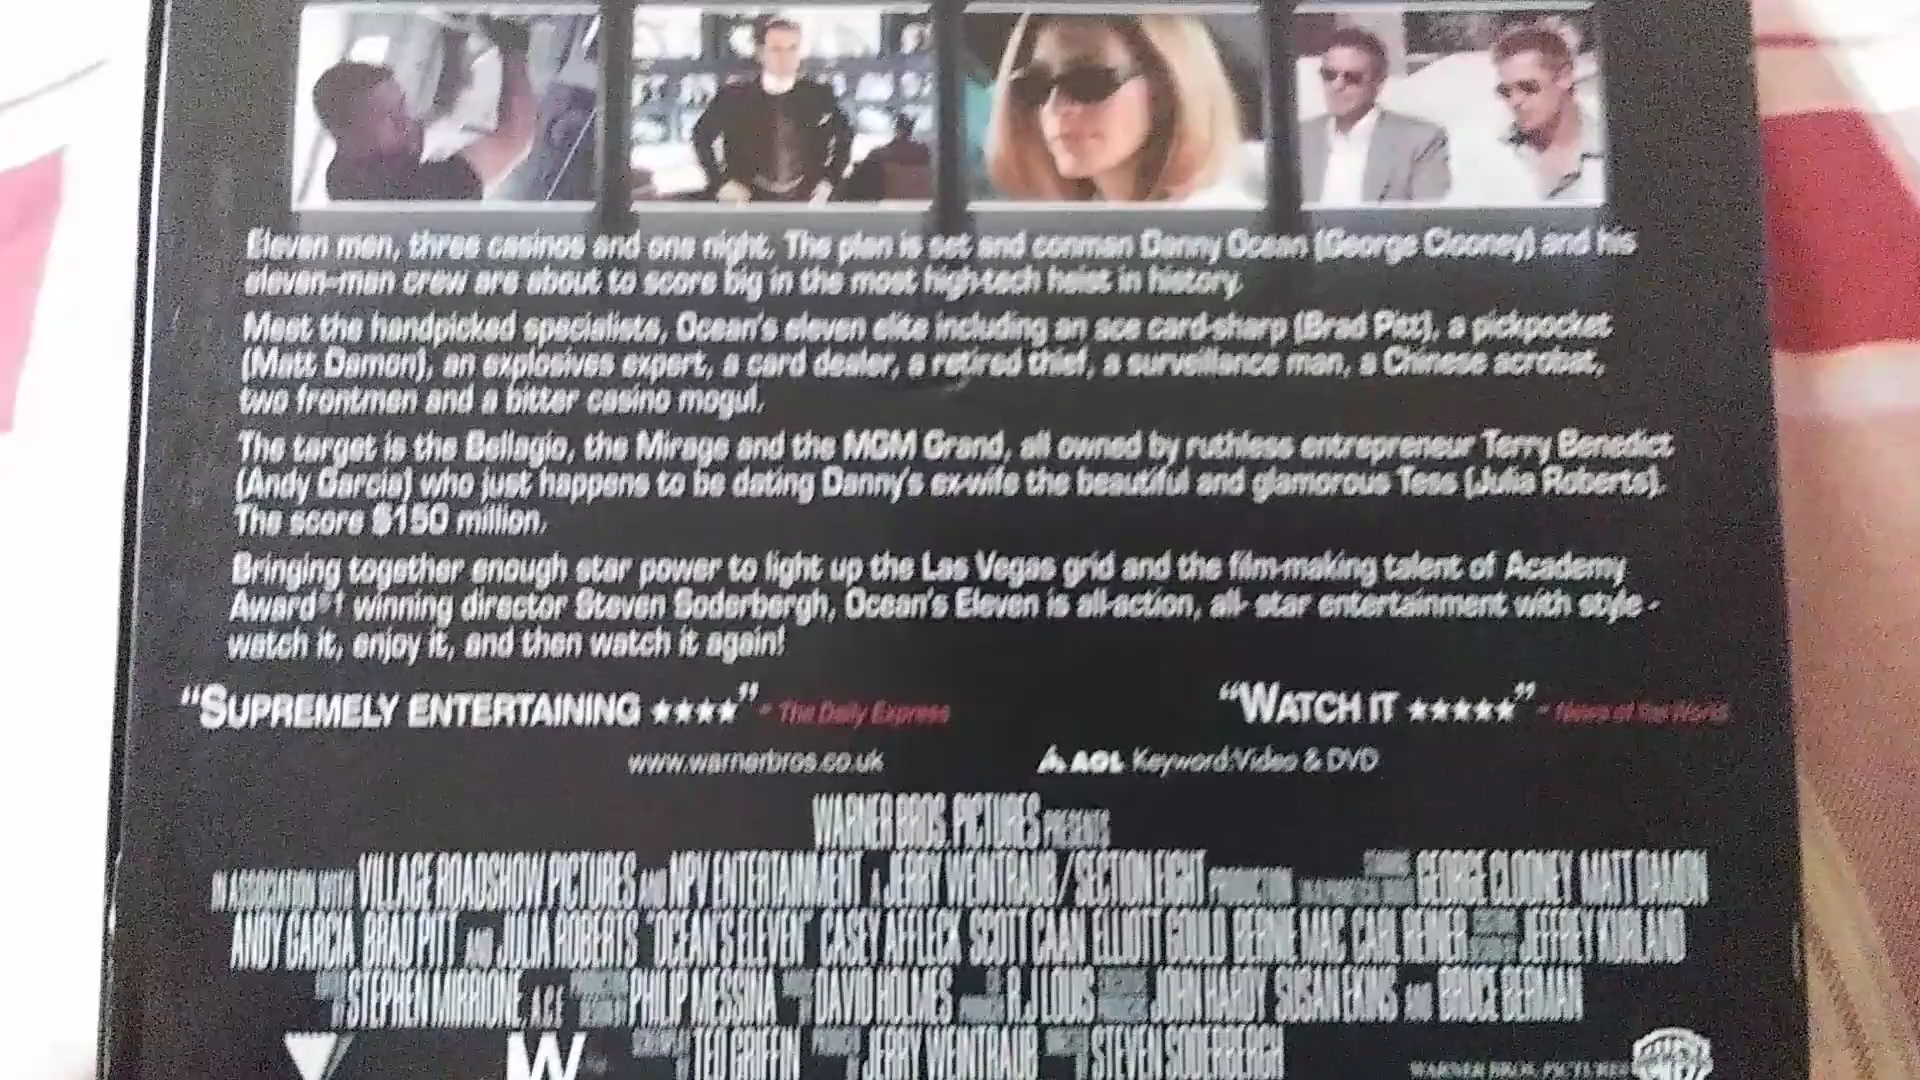 Eleven men, three casinos and one night. The plan is set and conman Danny Ocean (George Clooney) and his
eleven-man crew are about to score big in the most high-tech heist in history.
Meet the handpicked specialists, Ocean's eleven elite including an ace card-sharp (Brad Pitt), a pickpocket
(Matt Damon), an explosives expert, a card dealer, a retired thief, a surveillance man, a Chinese acrobat,
two frontmen and a bitter casino mogul.
The target is the Bellagio, the Mirage and the MGM Grand, all owned by ruthless entrepreneur Terry Benedict
(Andy Garcia) who just happens to be dating Danny's ex-wife the beautiful and glamorous Tess (Julia Roberts).
The score $150 million.
Bringing together enough star power to light up the Las Vegas grid and the film-making talent of Academy
Award®† winning director Steven Soderbergh, Ocean's Eleven is all-action, all- star entertainment with style -
watch it, enjoy it, and then watch it again!
"SUPREMELY ENTERTAINING ★★★★" - The Daily Express
"WATCH IT ★★★★★" - News of the World
www.warnerbros.co.uk
AOL Keyword:Video & DVD
WARNER BROS. PICTURES PRESENTS
IN ASSOCIATION WITH VILLAGE ROADSHOW PICTURES AND NPV ENTERTAINMENT A JERRY WEINTRAUB/SECTION EIGHT PRODUCTION GEORGE CLOONEY MATT DAMON
ANDY GARCIA BRAD PITT AND JULIA ROBERTS "OCEAN'S ELEVEN" CASEY AFFLECK SCOTT CAAN ELLIOTT GOULD BERNIE MAC CARL REINER JEFFREY KURLAND
STEPHEN MIRRIONE, A.C.E. PHILIP MESSINA DAVID HOLMES R.J. LOUIS JOHN HARDY SUSAN EKINS AND BRUCE BERMAN
TED GRIFFIN JERRY WEINTRAUB STEVEN SODERBERGH
WARNER BROS. PICTURES